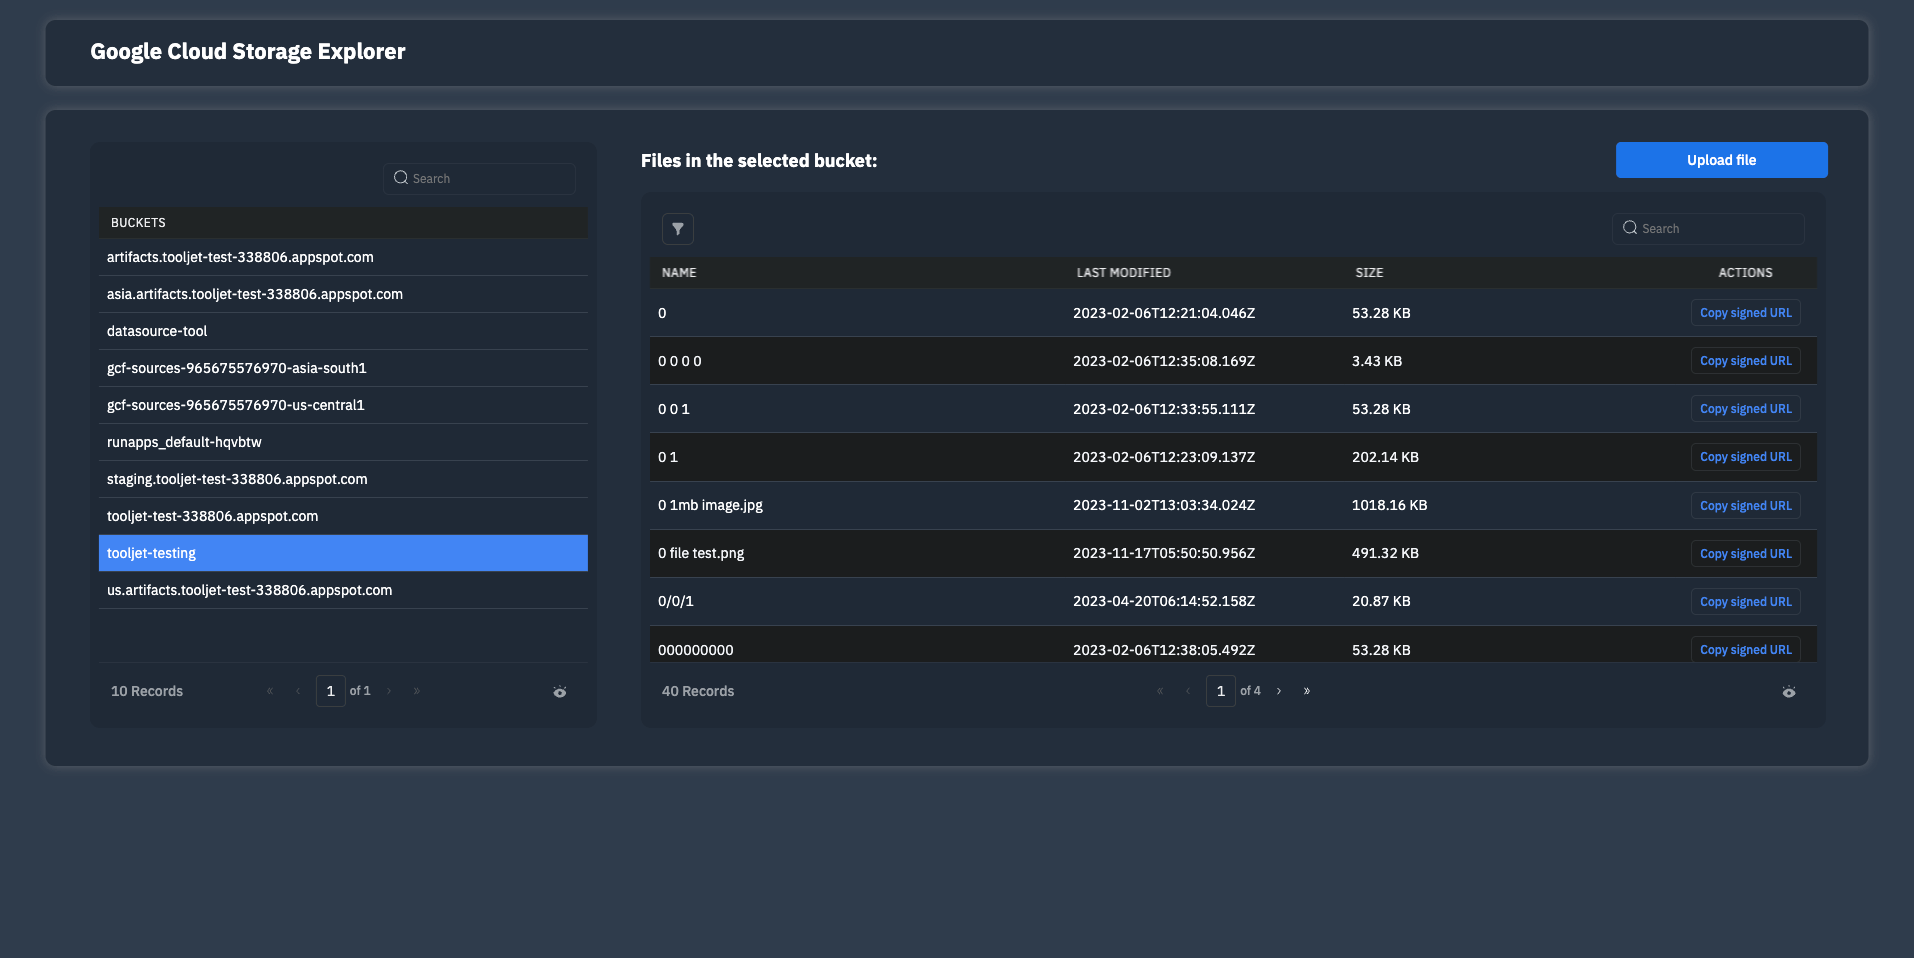 Google Cloud Storage Explorer
Search
BUCKETS
artifacts.tooljet-test-338806.appspot.com
asia.artifacts.tooljet-test-338806.appspot.com
datasource-tool
gcf-sources-965675576970-asia-south1
gcf-sources-965675576970-us-central1
runapps_default-hqvbtw
staging.tooljet-test-338806.appspot.com
tooljet-test-338806.appspot.com
tooljet-testing
us.artifacts.tooljet-test-338806.appspot.com
10 Records « ‹ 1 of 1 › »
Files in the selected bucket: Upload file
Search
NAME LAST MODIFIED SIZE ACTIONS
0 2023-02-06T12:21:04.046Z 53.28 KB Copy signed URL
0 0 0 0 2023-02-06T12:35:08.169Z 3.43 KB Copy signed URL
0 0 1 2023-02-06T12:33:55.111Z 53.28 KB Copy signed URL
0 1 2023-02-06T12:23:09.137Z 202.14 KB Copy signed URL
0 1mb image.jpg 2023-11-02T13:03:34.024Z 1018.16 KB Copy signed URL
0 file test.png 2023-11-17T05:50:50.956Z 491.32 KB Copy signed URL
0/0/1 2023-04-20T06:14:52.158Z 20.87 KB Copy signed URL
000000000 2023-02-06T12:38:05.492Z 53.28 KB Copy signed URL
40 Records « ‹ 1 of 4 › »